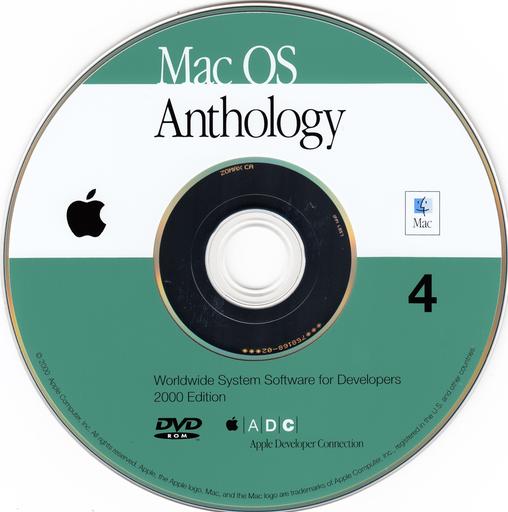 Mac OS
Anthology
ZOMAX CA
Mac
4
***768168-02***
Worldwide System Software for Developers
2000 Edition
DVD
ROM
ADC
Apple Developer Connection
© 2000 Apple Computer, Inc. All rights reserved. Apple, the Apple logo, Mac, and the Mac logo are trademarks of Apple Computer, Inc., registered in the U.S. and other countries.